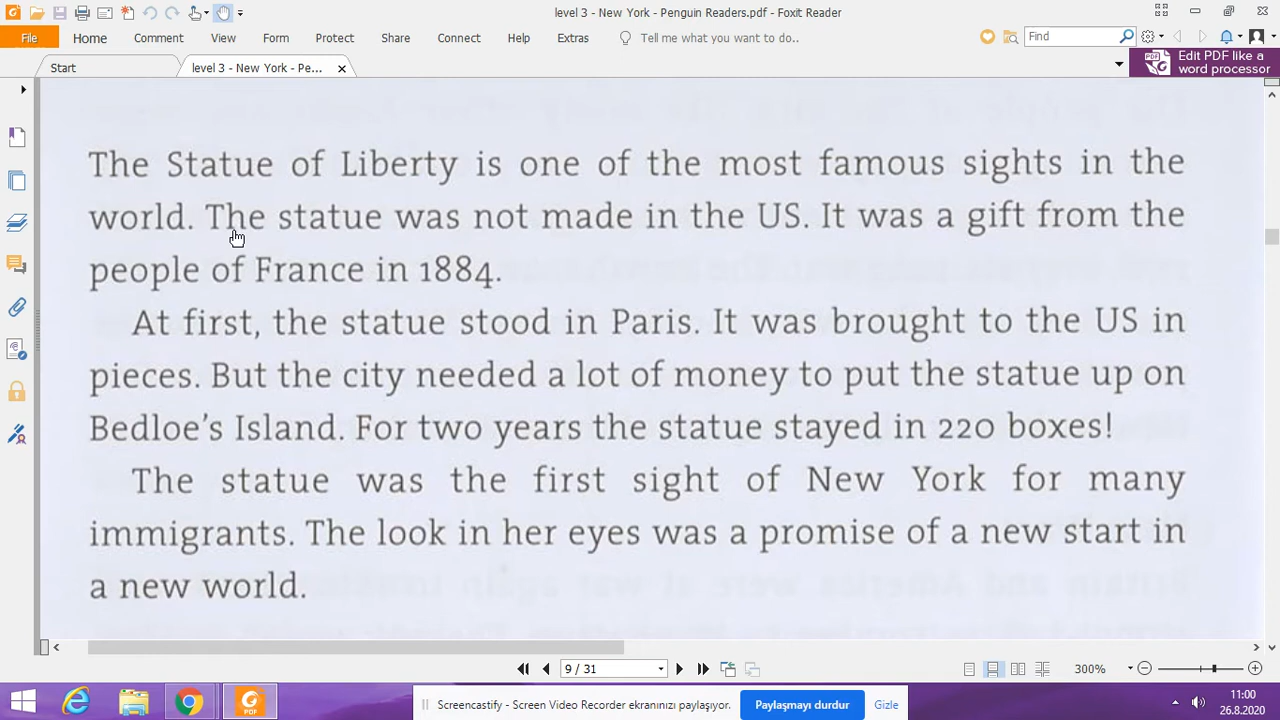 level 3 - New York - Penguin Readers.pdf - Foxit Reader
File Home Comment View Form Protect Share Connect Help Extras Tell me what you want to do.. Find
Start level 3 - New York - Pe... Edit PDF like a
word processor
The Statue of Liberty is one of the most famous sights in the
world. The statue was not made in the US. It was a gift from the
people of France in 1884.
At first, the statue stood in Paris. It was brought to the US in
pieces. But the city needed a lot of money to put the statue up on
Bedloe's Island. For two years the statue stayed in 220 boxes!
The statue was the first sight of New York for many
immigrants. The look in her eyes was a promise of a new start in
a new world.
9 / 31 300%
Screencastify - Screen Video Recorder ekranınızı paylaşıyor. Paylaşmayı durdur Gizle
11:00
26.8.2020